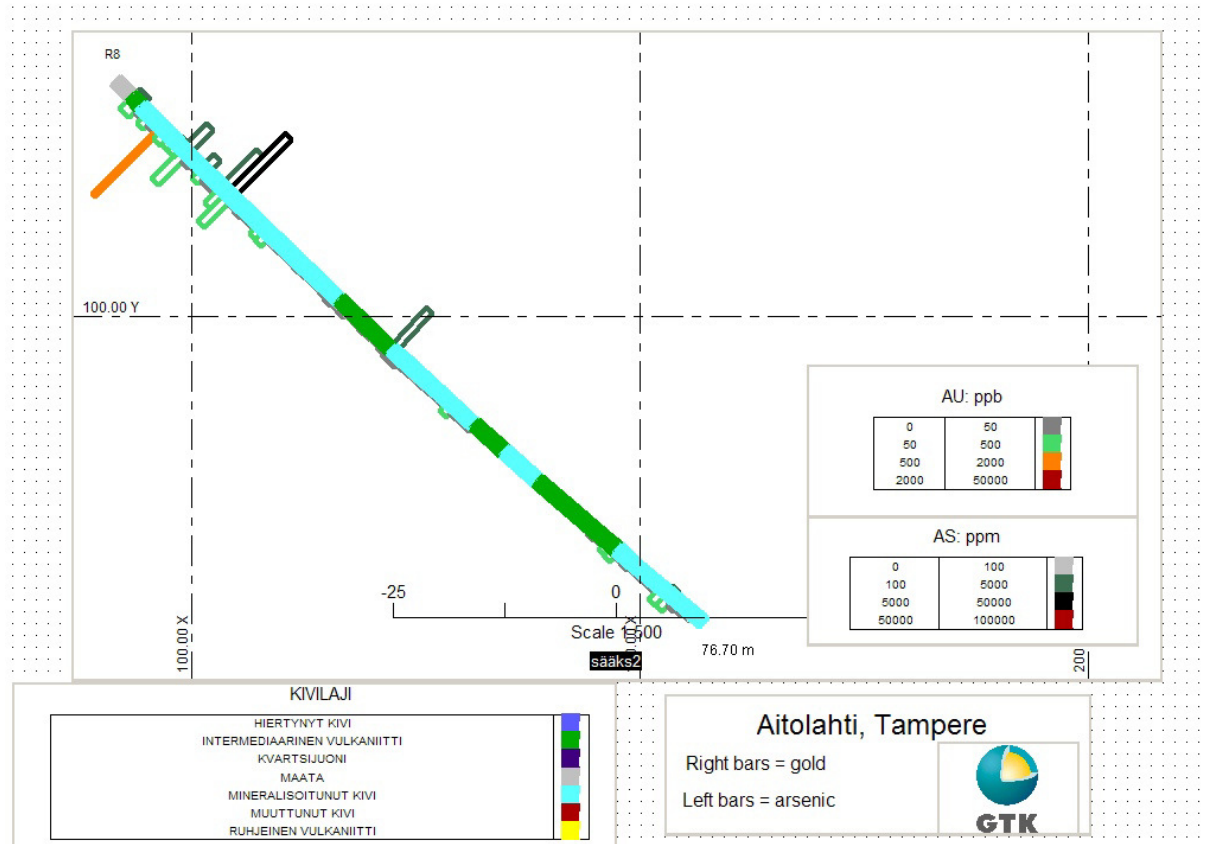 R8
100.00 Y
AU: ppb
0 50
50 500
500 2000
2000 50000
AS: ppm
0 100
100 5000
5000 50000
50000 100000
-25 0
Scale 1:500
sääks2
76.70 m
100.00 X
200
KIVILAJI
HIERTYNYT KIVI
INTERMEDIAARINEN VULKANIITTI
KVARTSIJUONI
MAATA
MINERALISOITUNUT KIVI
MUUTTUNUT KIVI
RUHJEINEN VULKANIITTI
Aitolahti, Tampere
Right bars = gold
Left bars = arsenic
GTK